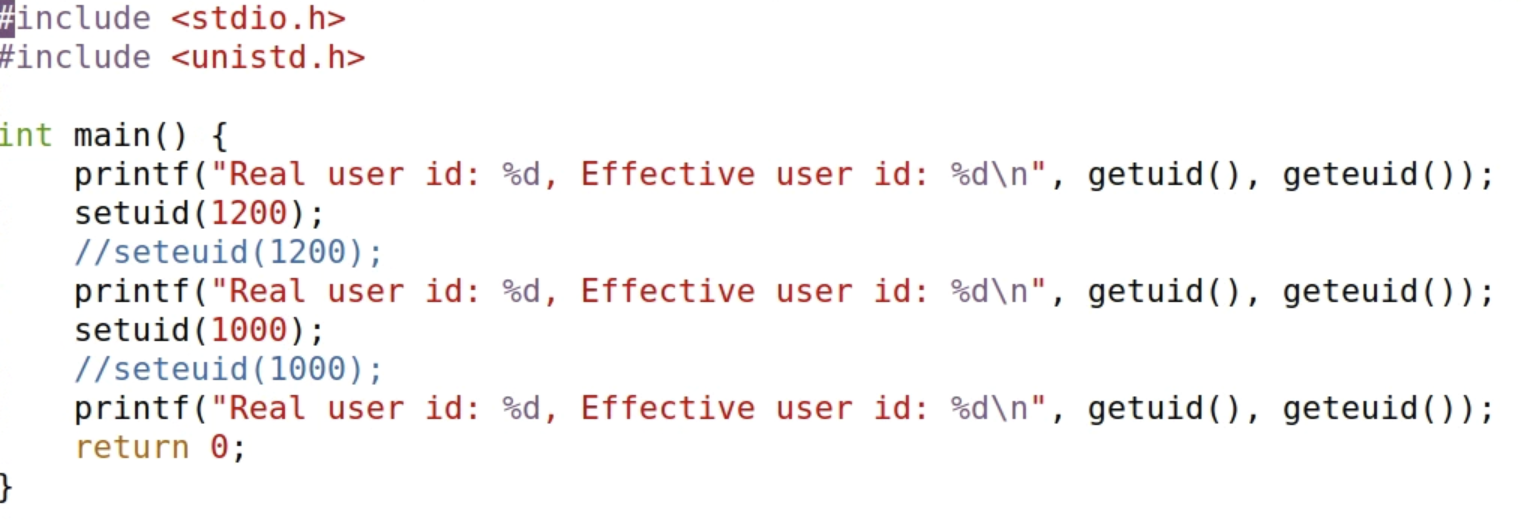 #include <stdio.h>
#include <unistd.h>
int main() {
    printf("Real user id: %d, Effective user id: %d\n", getuid(), geteuid());
    setuid(1200);
    //seteuid(1200);
    printf("Real user id: %d, Effective user id: %d\n", getuid(), geteuid());
    setuid(1000);
    //seteuid(1000);
    printf("Real user id: %d, Effective user id: %d\n", getuid(), geteuid());
    return 0;
}